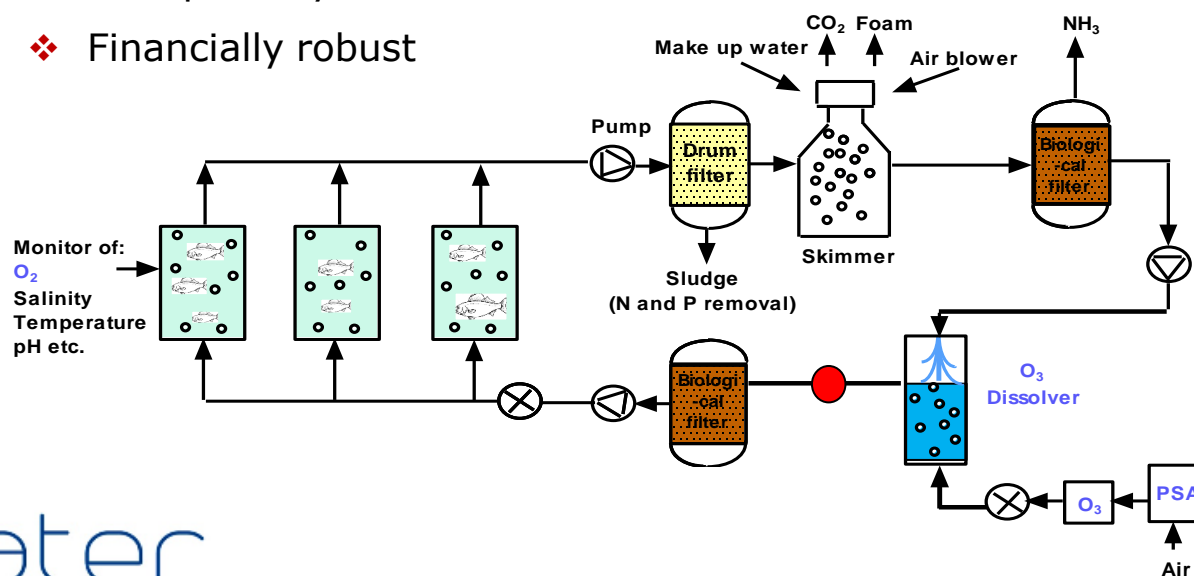 Financially robust
CO2 Foam
NH3
Make up water
Air blower
Pump
Drum
filter
Biologi
-cal
filter
Skimmer
Sludge
(N and P removal)
Monitor of:
O2
Salinity
Temperature
pH etc.
Biologi
-cal
filter
O3
Dissolver
O3
PSA
Air
ater